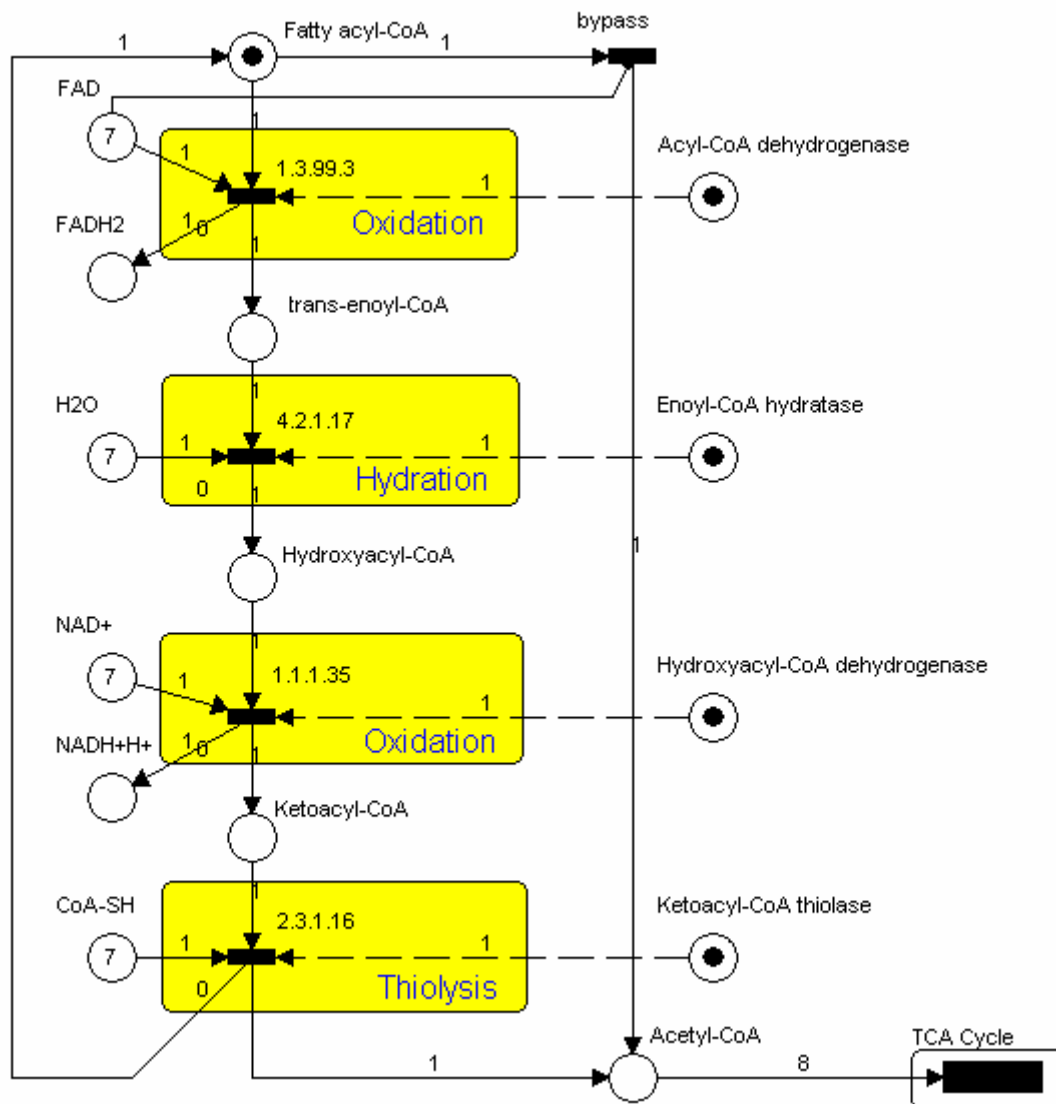 bypass
Fatty acyl-CoA
1
1
FAD
7
1
1
1.3.99.3
1
Acyl-CoA dehydrogenase
Oxidation
1
0
1
FADH2
trans-enoyl-CoA
1
H2O
7
1
4.2.1.17
1
Enoyl-CoA hydratase
Hydration
0
1
1
Hydroxyacyl-CoA
1
NAD+
7
1
1.1.1.35
1
Hydroxyacyl-CoA dehydrogenase
Oxidation
1
0
1
NADH+H+
Ketoacyl-CoA
1
CoA-SH
7
1
2.3.1.16
1
Ketoacyl-CoA thiolase
Thiolysis
0
Acetyl-CoA
TCA Cycle
1
8